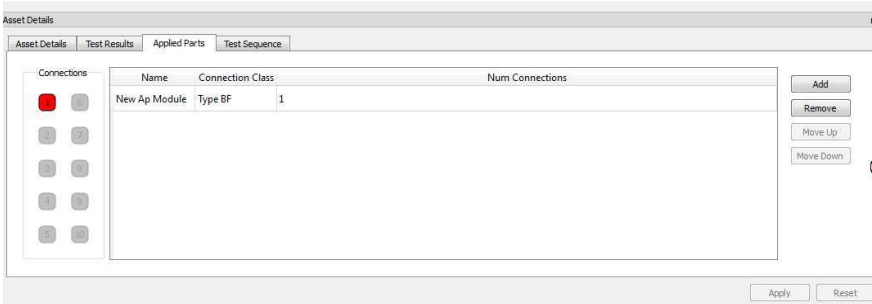 Asset Details
Asset Details Test Results Applied Parts Test Sequence
Connections
1 6
2 7
3 8
4 9
5 10
Name Connection Class Num Connections
New Ap Module Type BF 1
Add
Remove
Move Up
Move Down
Apply Reset